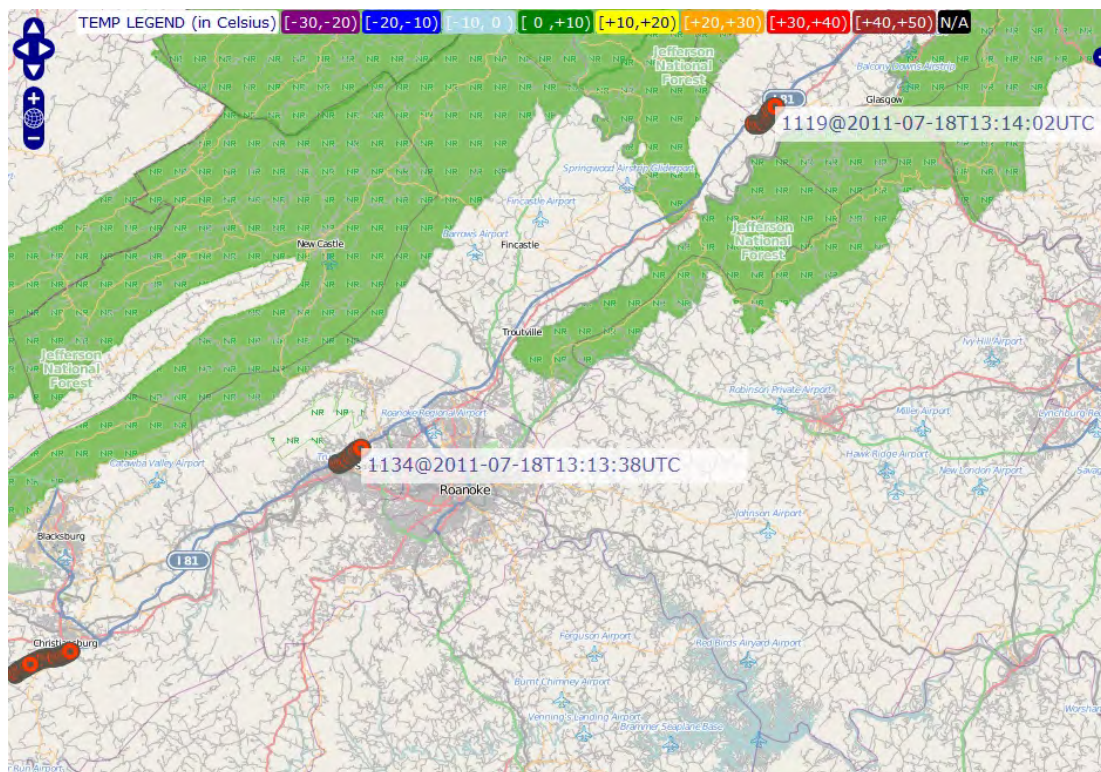 TEMP LEGEND (in Celsius) [-30,-20) [-20,-10) [-10, 0 ) [ 0 ,+10) [+10,+20) [+20,+30) [+30,+40) [+40,+50) N/A
Jefferson
National
Forest
Balcony Downs Airstrip
Glasgow
I 81
1119@2011-07-18T13:14:02UTC
Springwood Airstrip Gliderport
Fincastle Airport
Barrows Airport
New Castle
Fincastle
Jefferson
National
Forest
Troutville
Ivy Hill Airport
Jefferson
National
Forest
Robinson Private Airport
Roanoke Regional Airport
Miller Airport
Lynchburg
Catawba Valley Airport
1134@2011-07-18T13:13:38UTC
Hawk Ridge Airport
New London Airport
Roanoke
Johnson Airport
Blacksburg
I 81
Christiansburg
Ferguson Airport
Red Birds Airyard Airport
Burnt Chimney Airport
Venning's Landing Airport
Brammer Seaplane Base
Run Airport